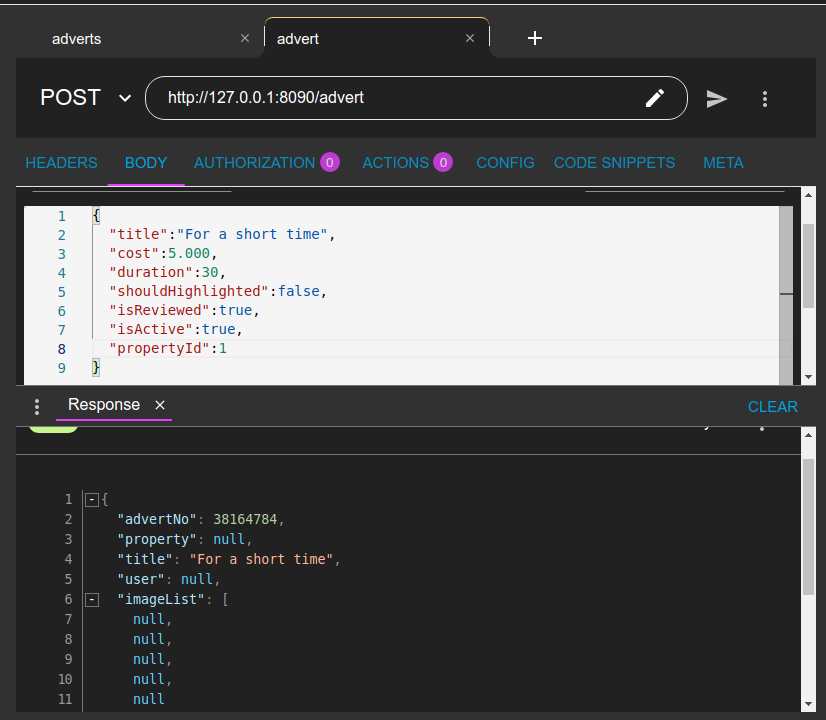 adverts × advert × +
POST http://127.0.0.1:8090/advert
HEADERS BODY AUTHORIZATION 0 ACTIONS 0 CONFIG CODE SNIPPETS META
1 {
2 "title":"For a short time",
3 "cost":5.000,
4 "duration":30,
5 "shouldHighlighted":false,
6 "isReviewed":true,
7 "isActive":true,
8 "propertyId":1
9 }
Response × CLEAR
1 {
2 "advertNo": 38164784,
3 "property": null,
4 "title": "For a short time",
5 "user": null,
6 "imageList": [
7 null,
8 null,
9 null,
10 null,
11 null